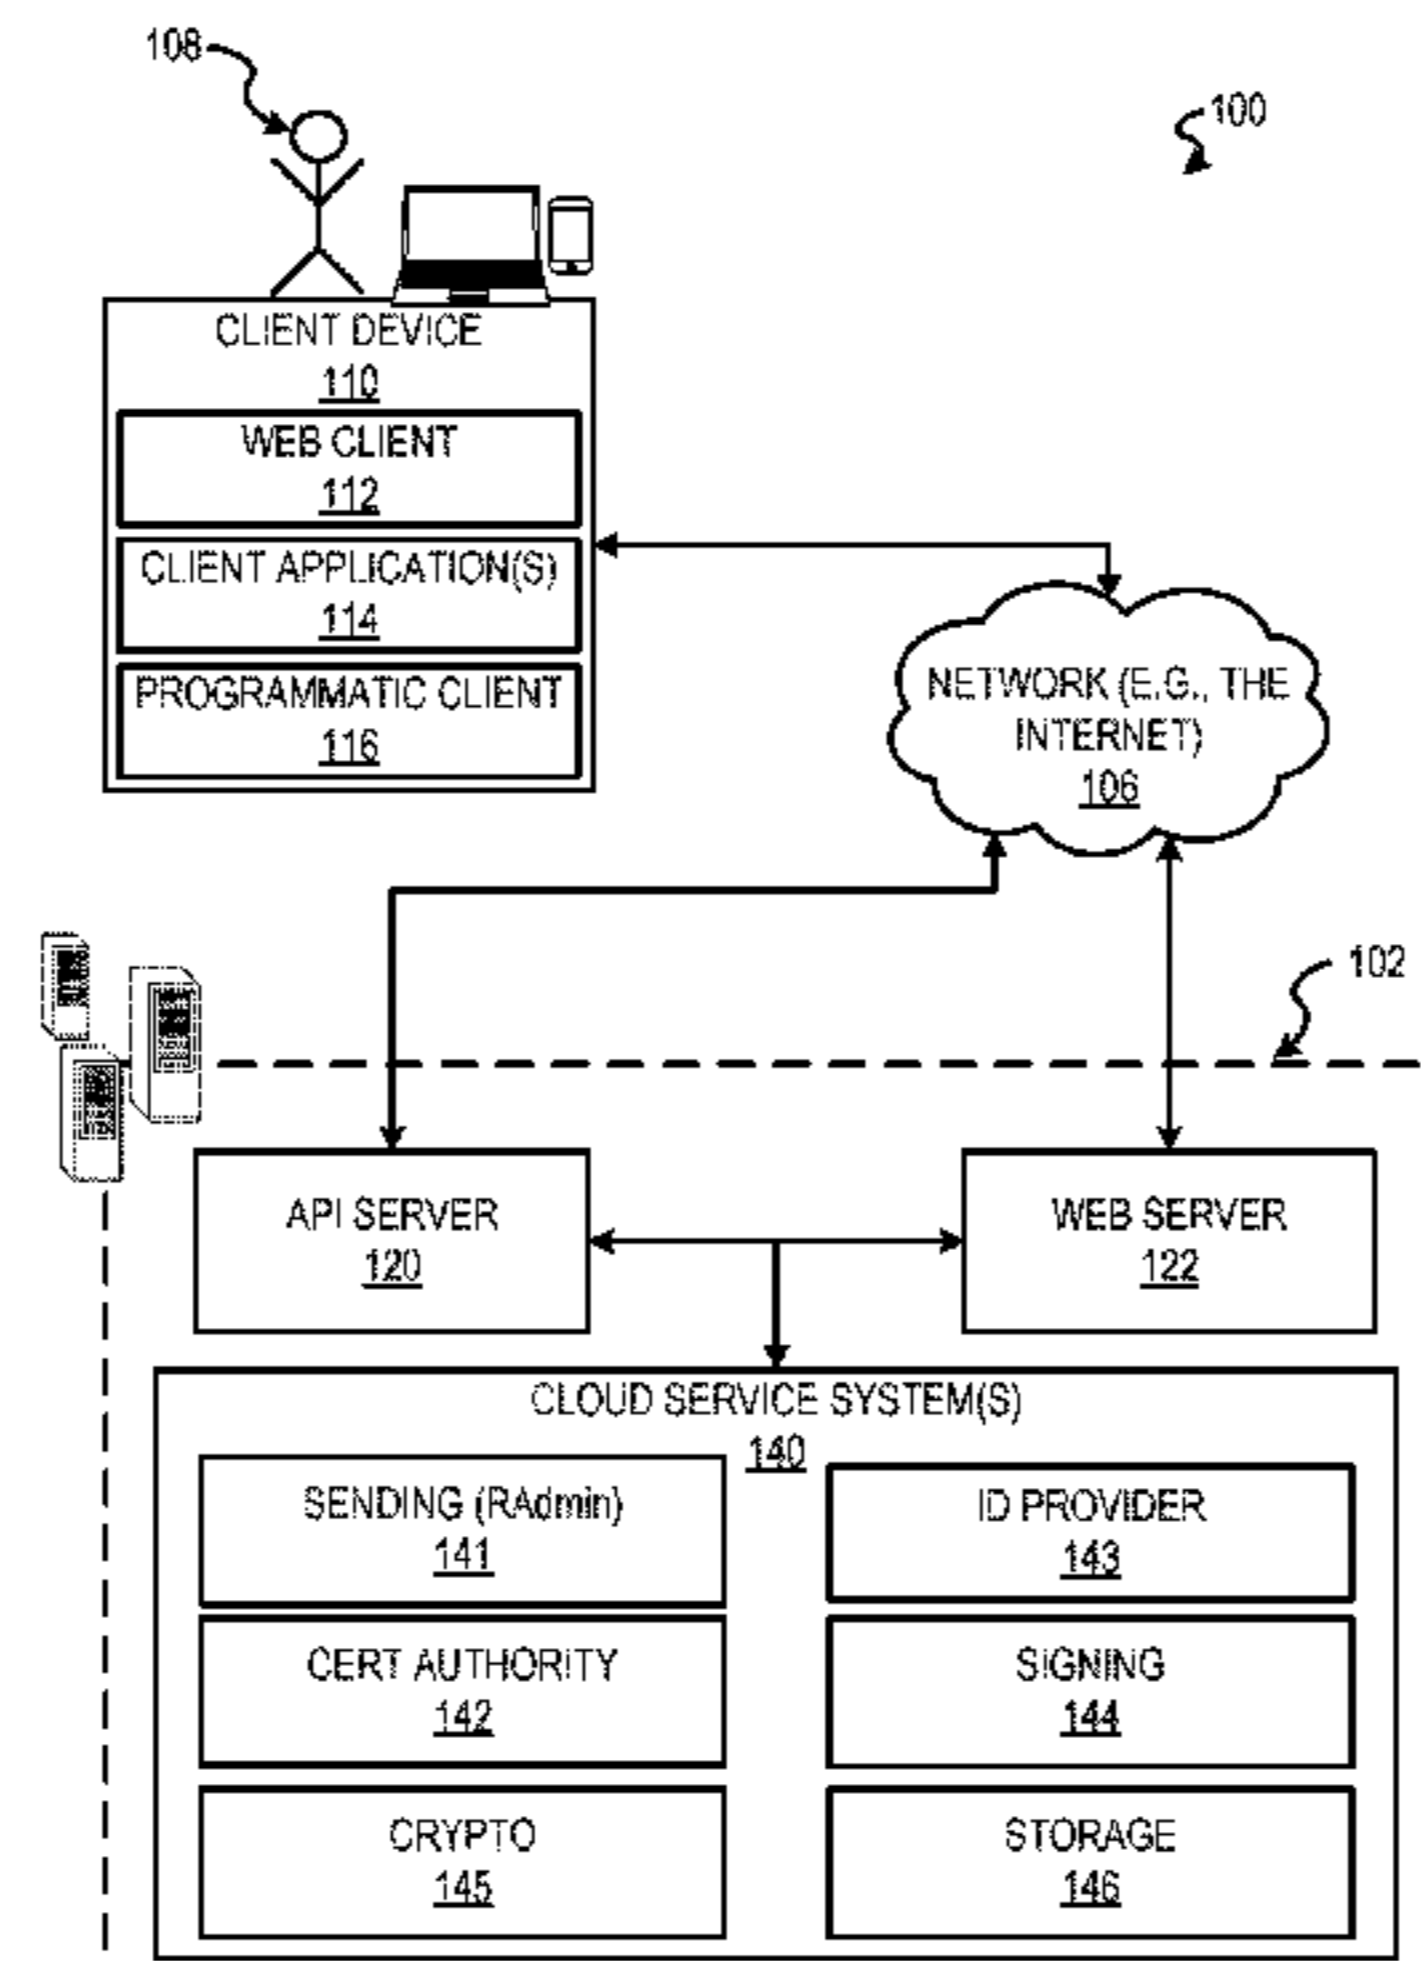 108
100
CLIENT DEVICE
110
WEB CLIENT
112
CLIENT APPLICATION(S)
114
PROGRAMMATIC CLIENT
116
NETWORK (E.G., THE
INTERNET)
106
102
API SERVER
120
WEB SERVER
122
CLOUD SERVICE SYSTEM(S)
140
SENDING (RAdmin)
141
ID PROVIDER
143
CERT AUTHORITY
142
SIGNING
144
CRYPTO
145
STORAGE
146